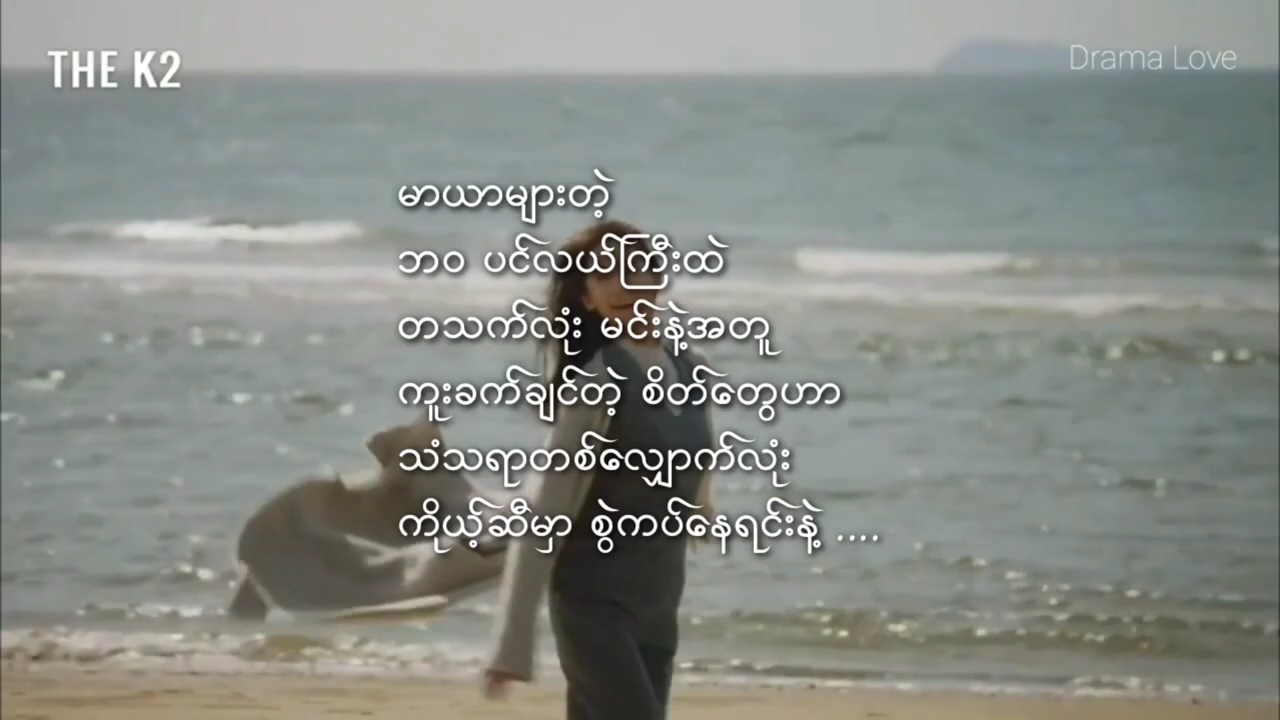 THE K2
Drama Love
မာယာများတဲ့
ဘဝ ပင်လယ်ကြီးထဲ
တသက်လုံး မင်းနဲ့အတူ
ကူးခက်ချင်တဲ့ စိတ်တွေဟာ
သံသရာတစ်လျှောက်လုံး
ကိုယ့်ဆီမှာ စွဲကပ်နေရင်းနဲ့ ....